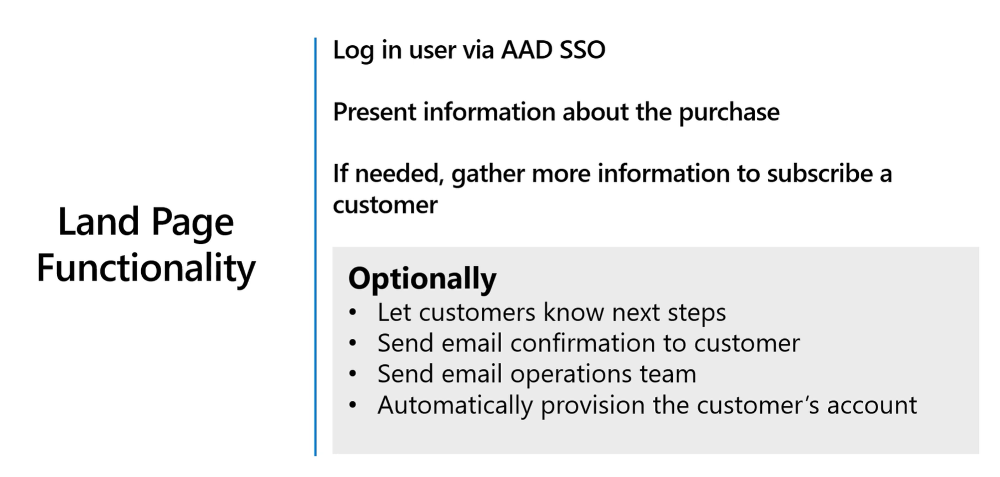 Land Page
Functionality
Log in user via AAD SSO
Present information about the purchase
If needed, gather more information to subscribe a
customer
Optionally
• Let customers know next steps
• Send email confirmation to customer
• Send email operations team
• Automatically provision the customer’s account